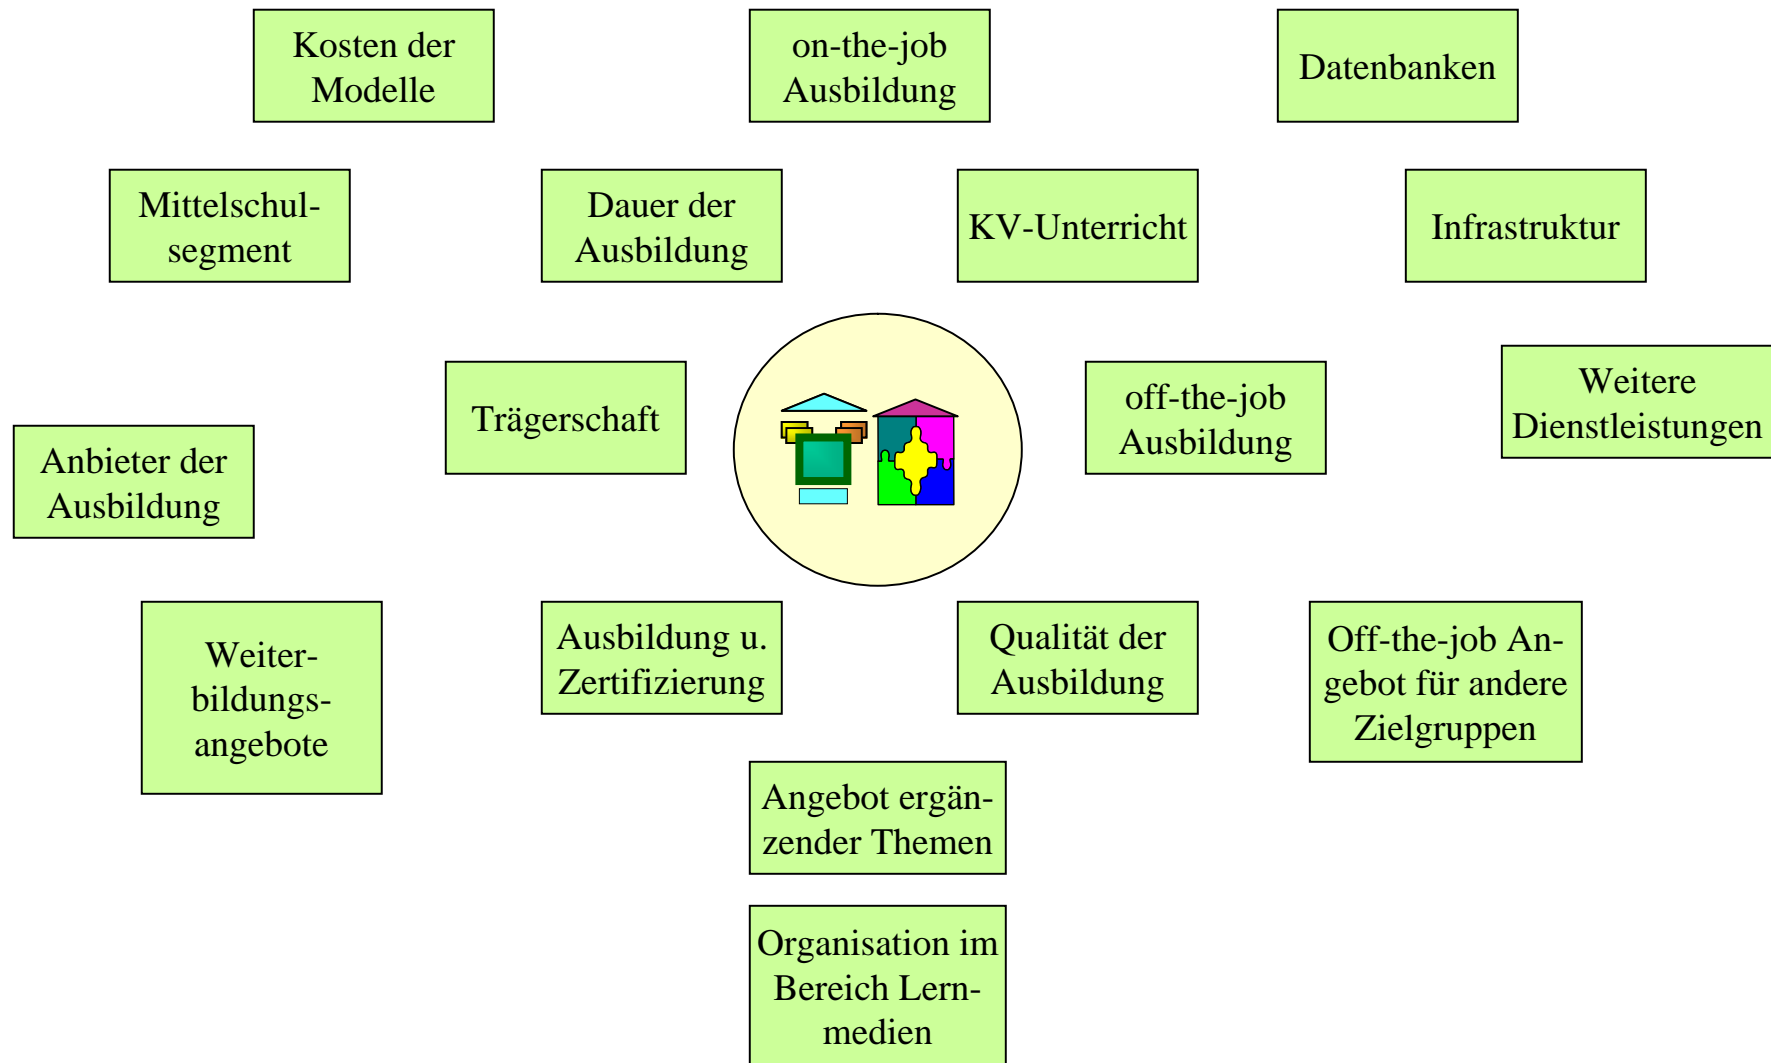 Kosten der
Modelle
on-the-job
Ausbildung
Datenbanken
Mittelschul-
segment
Dauer der
Ausbildung
KV-Unterricht
Infrastruktur
Trägerschaft
off-the-job
Ausbildung
Weitere
Dienstleistungen
Anbieter der
Ausbildung
Weiter-
bildungs-
angebote
Ausbildung u.
Zertifizierung
Qualität der
Ausbildung
Off-the-job An-
gebot für andere
Zielgruppen
Angebot ergän-
zender Themen
Organisation im
Bereich Lern-
medien